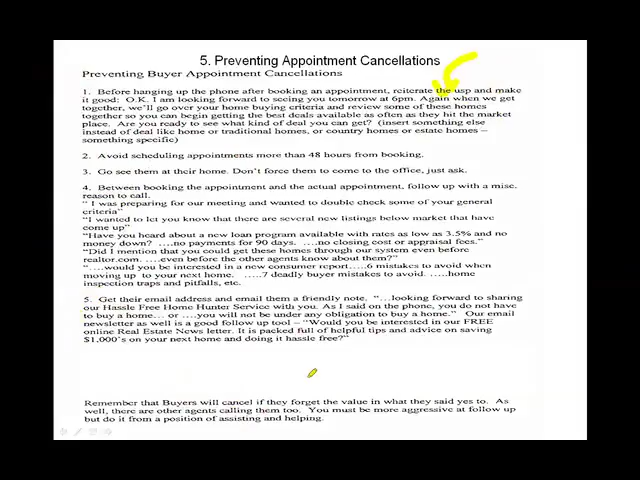 5. Preventing Appointment Cancellations
Preventing Buyer Appointment Cancellations
1. Before hanging up the phone after booking an appointment, reiterate the usp and make
it good: O.K. I am looking forward to seeing you tomorrow at 6pm. Again when we get
together, we'll go over your home buying criteria and review some of these homes
together so you can begin getting the best deals available as often as they hit the market
place. Are you ready to see what kind of deal you can get? (insert something else
instead of deal like home or traditional homes, or country homes or estate homes –
something specific)
2. Avoid scheduling appointments more than 48 hours from booking.
3. Go see them at their home. Don't force them to come to the office, just ask.
4. Between booking the appointment and the actual appointment, follow up with a misc.
reason to call.
" I was preparing for our meeting and wanted to double check some of your general
criteria"
"I wanted to let you know that there are several new listings below market that have
come up"
"Have you heard about a new loan program available with rates as low as 3.5% and no
money down? ....no payments for 90 days. ....no closing cost or appraisal fees."
"Did I mention that you could get these homes through our system even before
realtor.com. ....even before the other agents know about them?"
"....would you be interested in a new consumer report.....6 mistakes to avoid when
moving up to your next home. .....7 deadly buyer mistakes to avoid. .....home
inspection traps and pitfalls, etc.
5. Get their email address and email them a friendly note. "...looking forward to sharing
our Hassle Free Home Hunter Service with you. As I said on the phone, you do not have
to buy a home... or ....you will not be under any obligation to buy a home." Our email
newsletter as well is a good follow up tool – "Would you be interested in our FREE
online Real Estate News letter. It is packed full of helpful tips and advice on saving
$1,000's on your next home and doing it hassle free?"
Remember that Buyers will cancel if they forget the value in what they said yes to. As
well, there are other agents calling them too. You must be more aggressive at follow up
but do it from a position of assisting and helping.